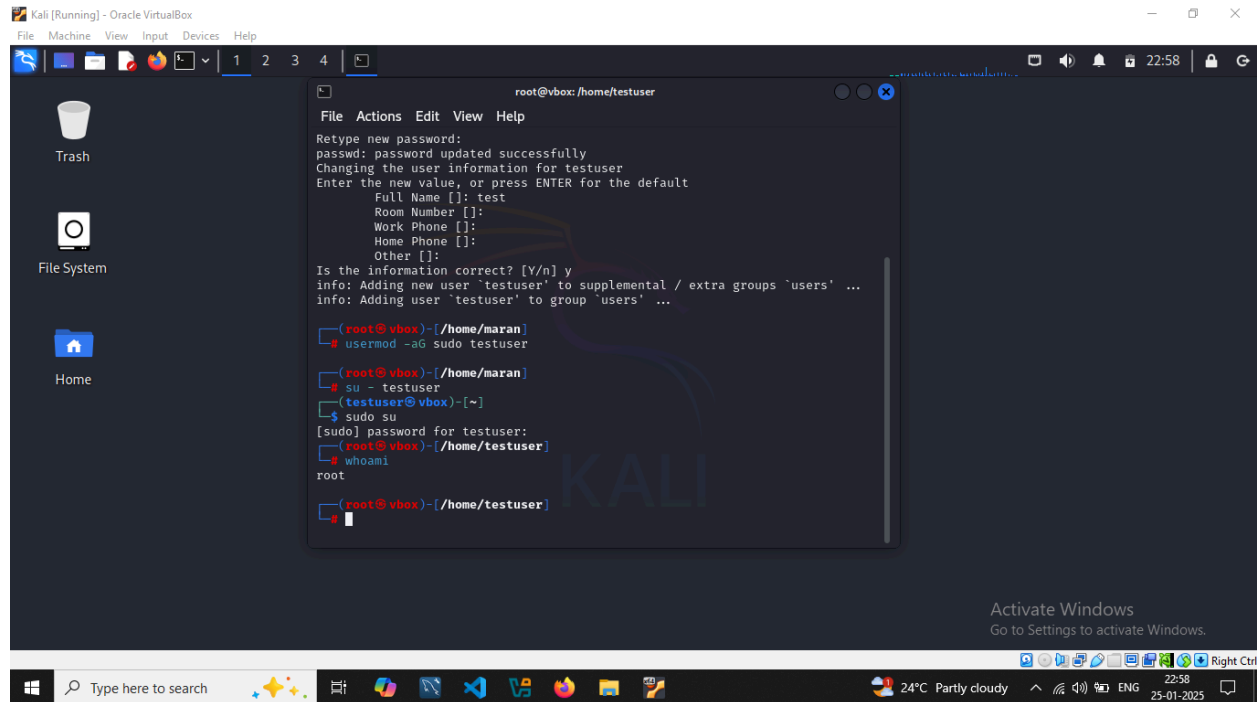 Kali [Running] - Oracle VirtualBox
File Machine View Input Devices Help
1 2 3 4 22:58
Trash
File System
Home
root@vbox: /home/testuser
File Actions Edit View Help
Retype new password:
passwd: password updated successfully
Changing the user information for testuser
Enter the new value, or press ENTER for the default
Full Name []: test
Room Number []:
Work Phone []:
Home Phone []:
Other []:
Is the information correct? [Y/n] y
info: Adding new user `testuser' to supplemental / extra groups `users' ...
info: Adding user `testuser' to group `users' ...
┌──(root㉿vbox)-[/home/maran]
└─# usermod -aG sudo testuser
┌──(root㉿vbox)-[/home/maran]
└─# su - testuser
┌──(testuser㉿vbox)-[~]
└─$ sudo su
[sudo] password for testuser:
┌──(root㉿vbox)-[/home/testuser]
└─# whoami
root
┌──(root㉿vbox)-[/home/testuser]
└─#
KALI
Activate Windows
Go to Settings to activate Windows.
Right Ctrl
Type here to search
24°C Partly cloudy
ENG
22:58
25-01-2025